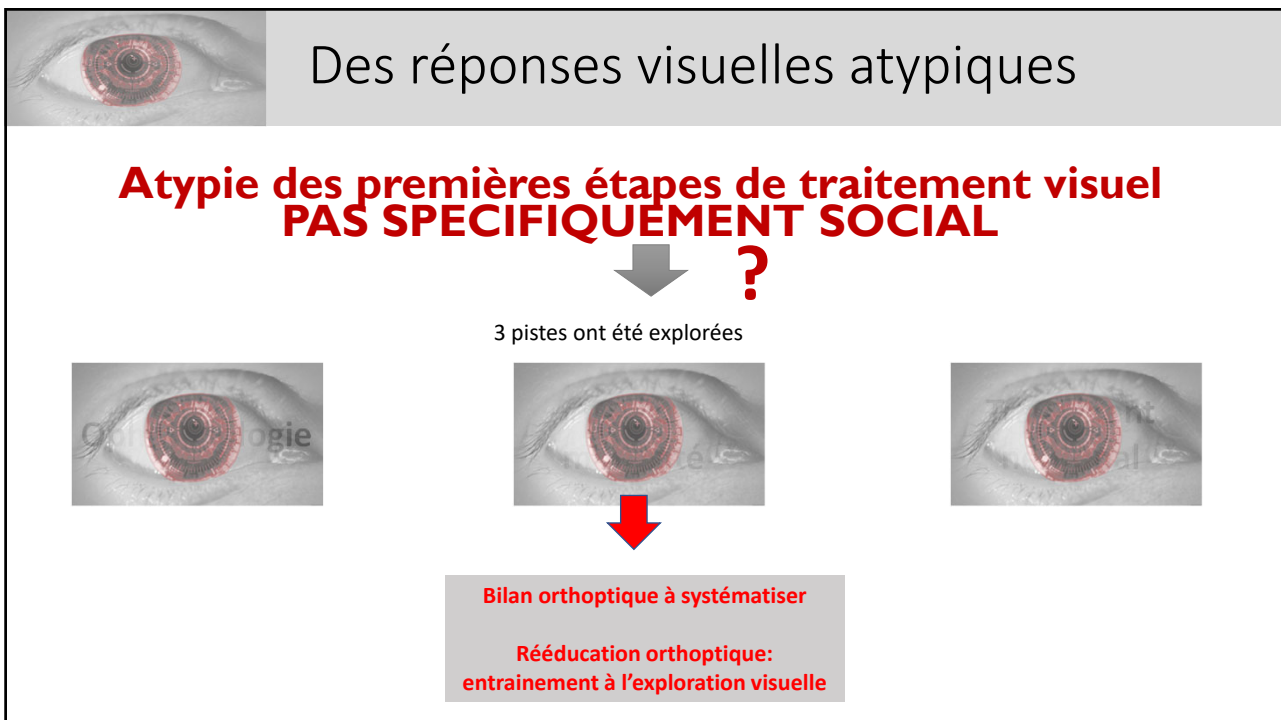 Des réponses visuelles atypiques
Atypie des premières étapes de traitement visuel
PAS SPECIFIQUEMENT SOCIAL
?
3 pistes ont été explorées
Bilan orthoptique à systématiser
Rééducation orthoptique:
entrainement à l’exploration visuelle